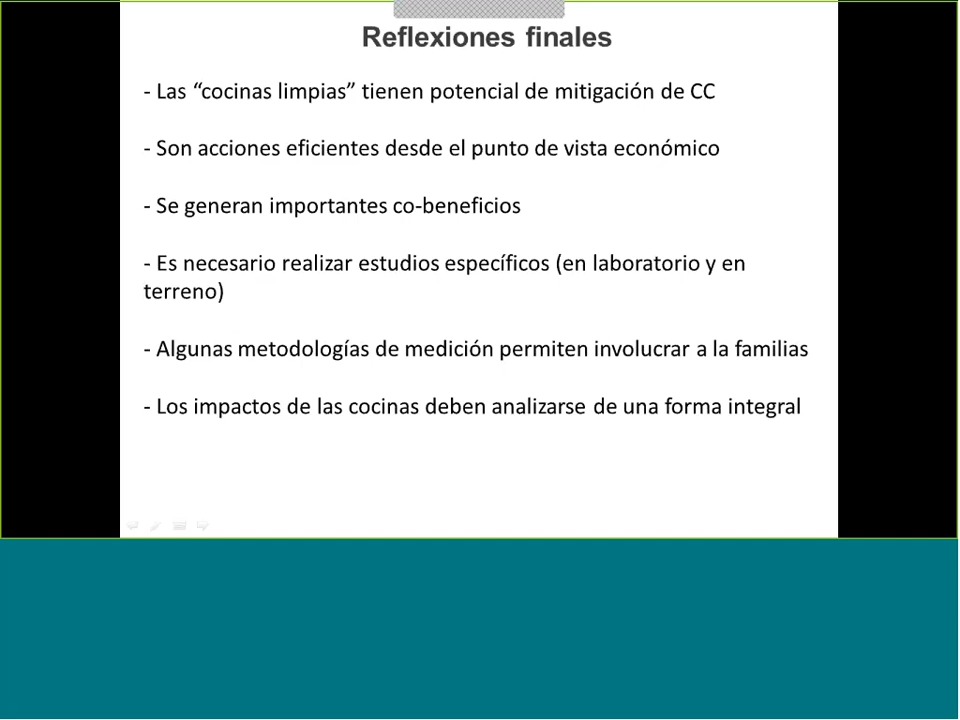 Reflexiones finales
- Las “cocinas limpias” tienen potencial de mitigación de CC
- Son acciones eficientes desde el punto de vista económico
- Se generan importantes co-beneficios
- Es necesario realizar estudios específicos (en laboratorio y en
terreno)
- Algunas metodologías de medición permiten involucrar a la familias
- Los impactos de las cocinas deben analizarse de una forma integral